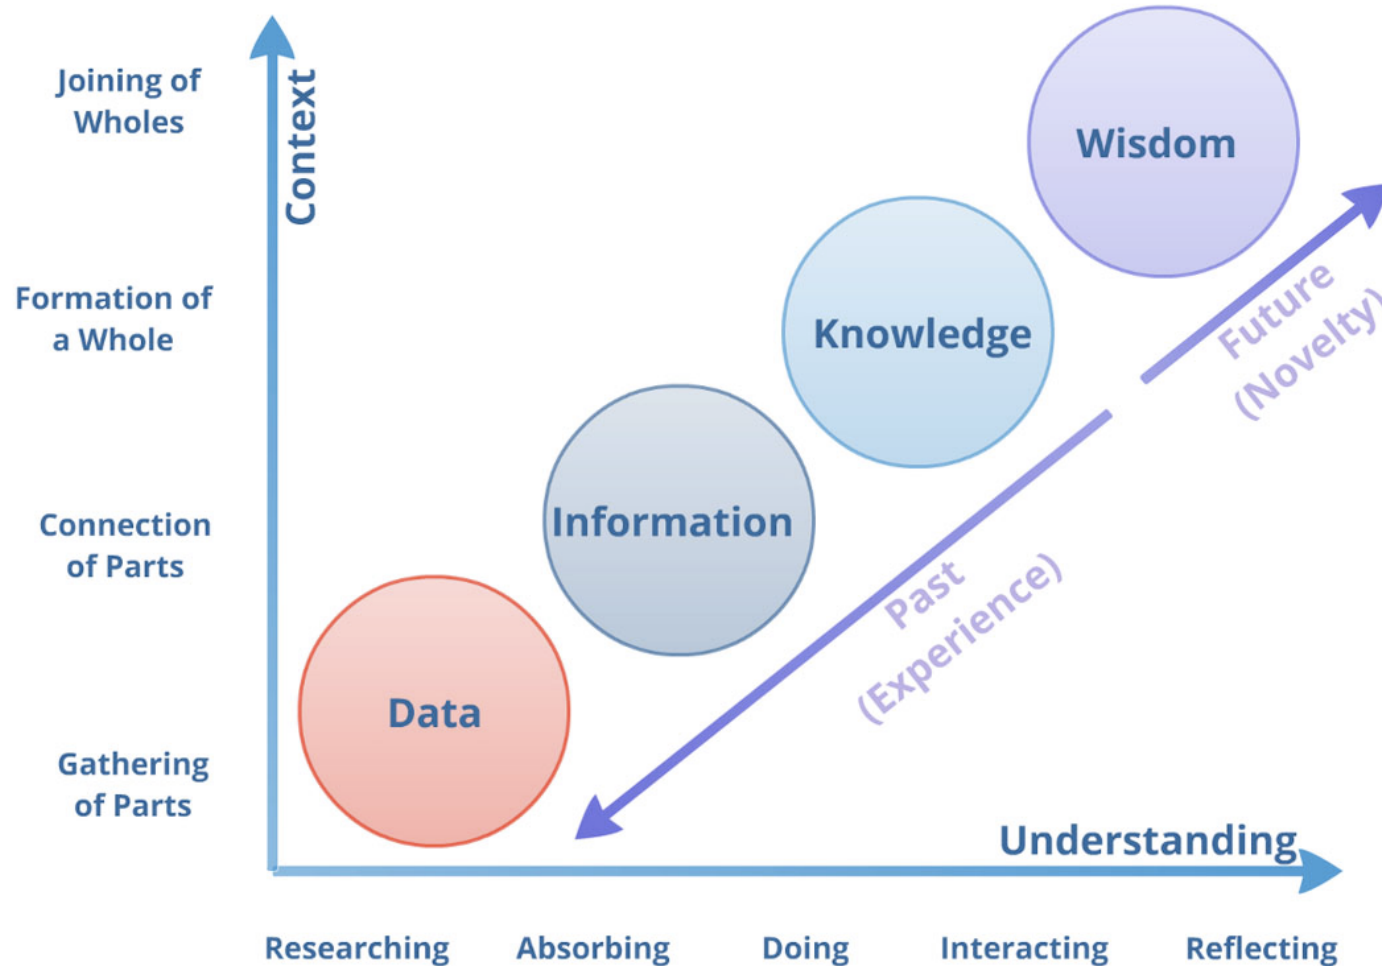 Joining of
Wholes
Context
Wisdom
Formation of
a Whole
Knowledge
Future
(Novelty)
Connection
of Parts
Information
Past
(Experience)
Data
Gathering
of Parts
Understanding
Researching
Absorbing
Doing
Interacting
Reflecting